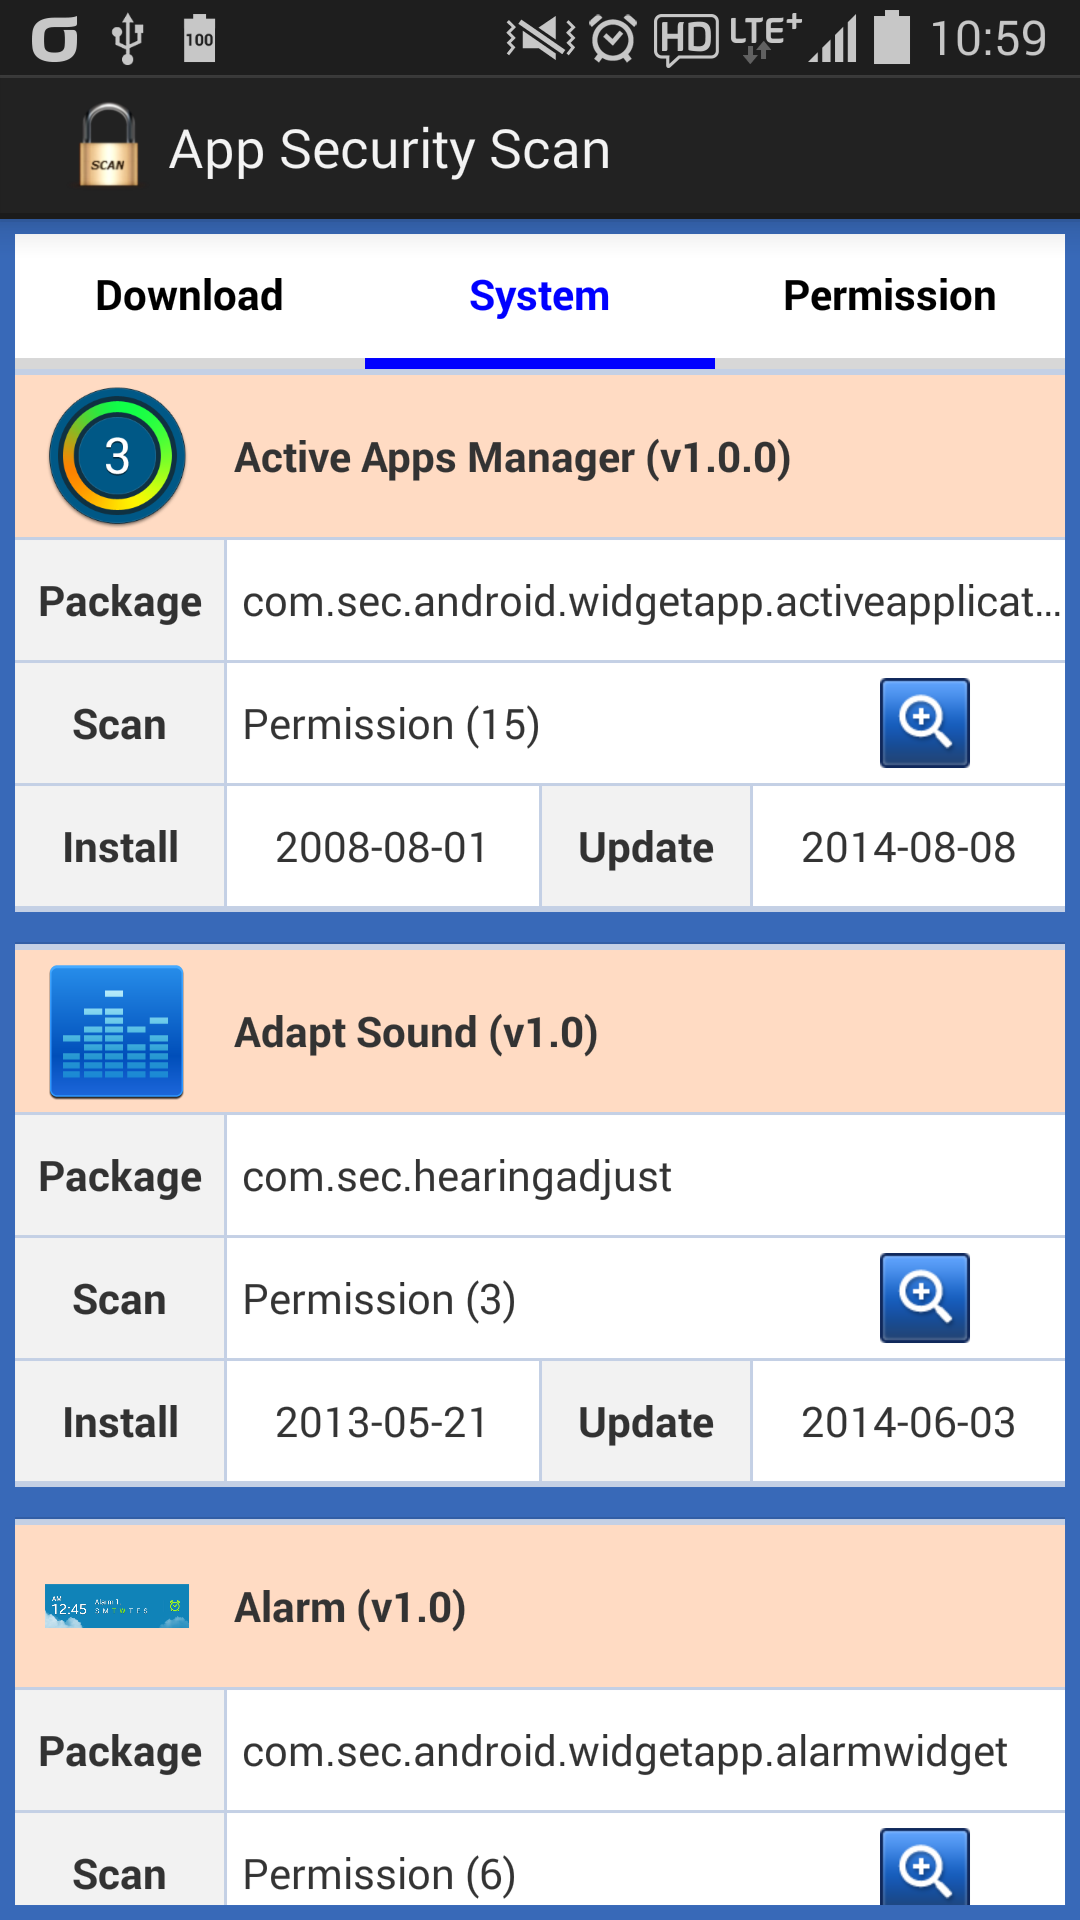 100 HD LTE+ 10:59
SCAN App Security Scan
Download System Permission
3 Active Apps Manager (v1.0.0)
Package com.sec.android.widgetapp.activeapplicat...
Scan Permission (15)
Install 2008-08-01 Update 2014-08-08
Adapt Sound (v1.0)
Package com.sec.hearingadjust
Scan Permission (3)
Install 2013-05-21 Update 2014-06-03
AM
12:45 Alarm 1
S M T W T F S
Alarm (v1.0)
Package com.sec.android.widgetapp.alarmwidget
Scan Permission (6)